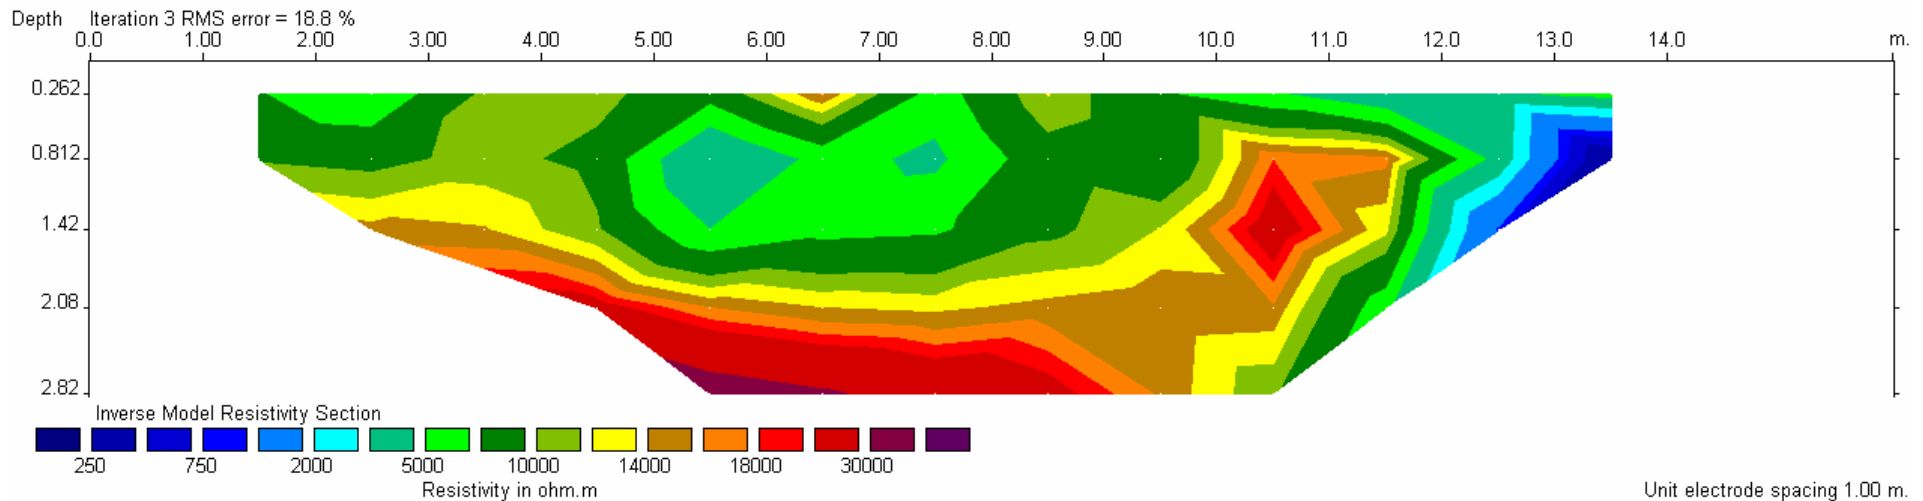 Depth Iteration 3 RMS error = 18.8 %
0.0 1.00 2.00 3.00 4.00 5.00 6.00 7.00 8.00 9.00 10.0 11.0 12.0 13.0 14.0 m.
0.262
0.812
1.42
2.08
2.82
Inverse Model Resistivity Section
250 750 2000 5000 10000 14000 18000 30000
Resistivity in ohm.m
Unit electrode spacing 1.00 m.